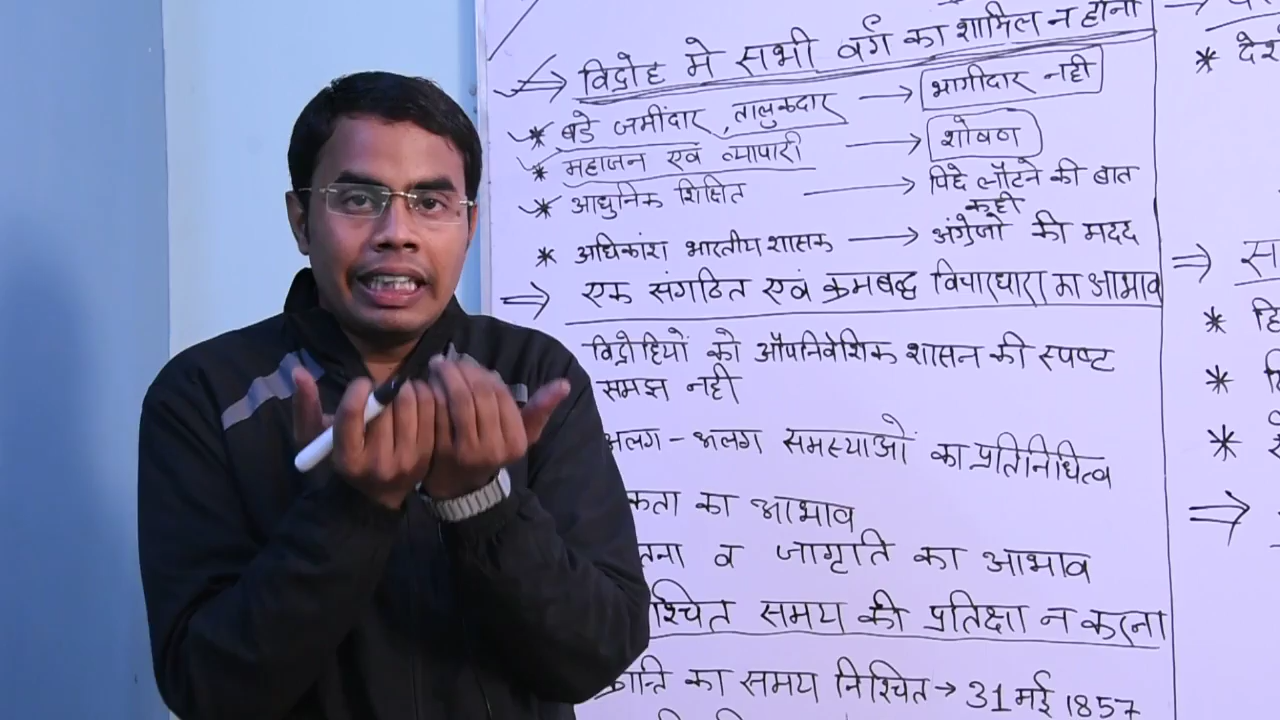 ⇒ विद्रोह मे सभी वर्ग का शामिल न होना
* बडे जमींदार, तालुकदार → भागीदार नही
* महाजन एवं व्यापारी → शोषण
* आधुनिक शिक्षित → पिछे लौटने की बात कही
* अधिकांश भारतीय शासक → अंग्रेजो की मदद
⇒ एक संगठित एवं क्रमबद्ध विचारधारा का आभाव
विद्रोहियों को औपनिवेशिक शासन की स्पष्ट
समझ नही
अलग-अलग समस्याओं का प्रतिनिधित्व
कता का आभाव
तना व जागृति का आभाव
श्चित समय की प्रतिक्षा न करना
क्रान्ति का समय निश्चित → 31 मई 1857
* देश
⇒ स
* हि